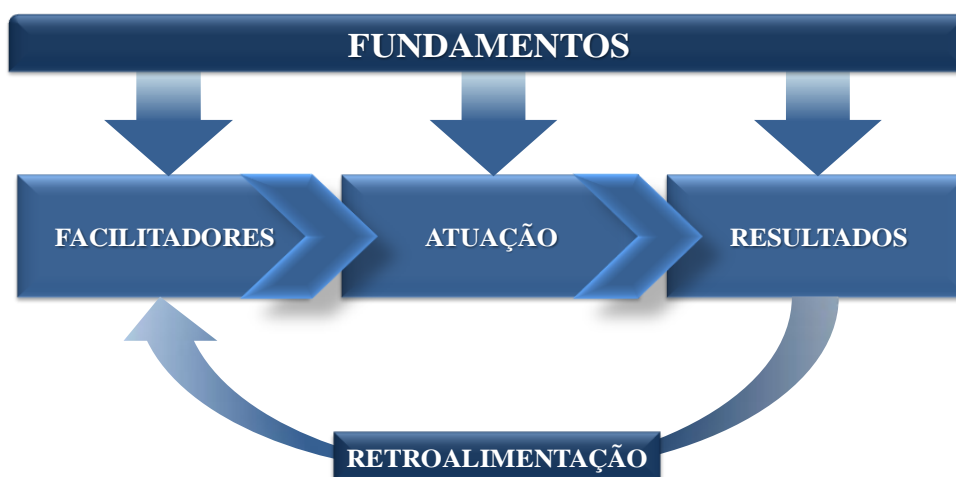 FUNDAMENTOS
FACILITADORES
ATUAÇÃO
RESULTADOS
RETROALIMENTAÇÃO